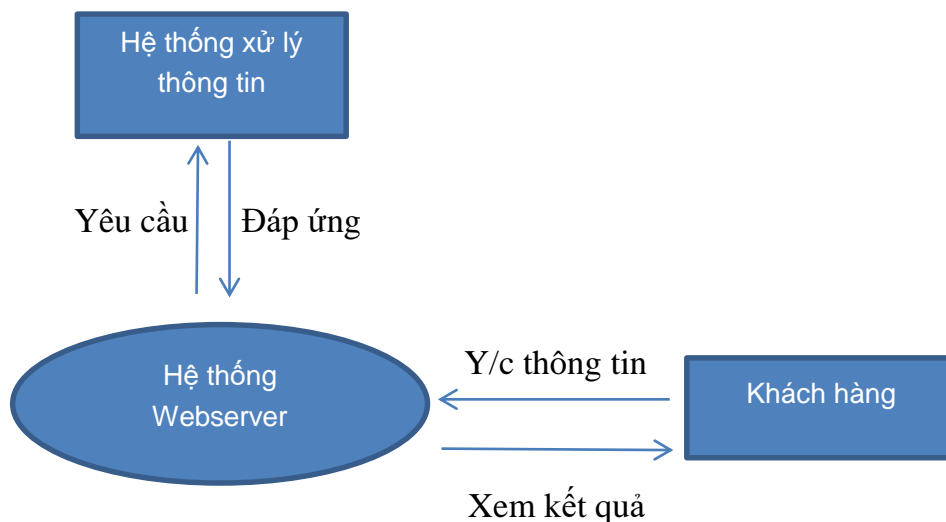 Hệ thống xử lý
thông tin
Yêu cầu
Đáp ứng
Hệ thống
Webserver
Y/c thông tin
Khách hàng
Xem kết quả